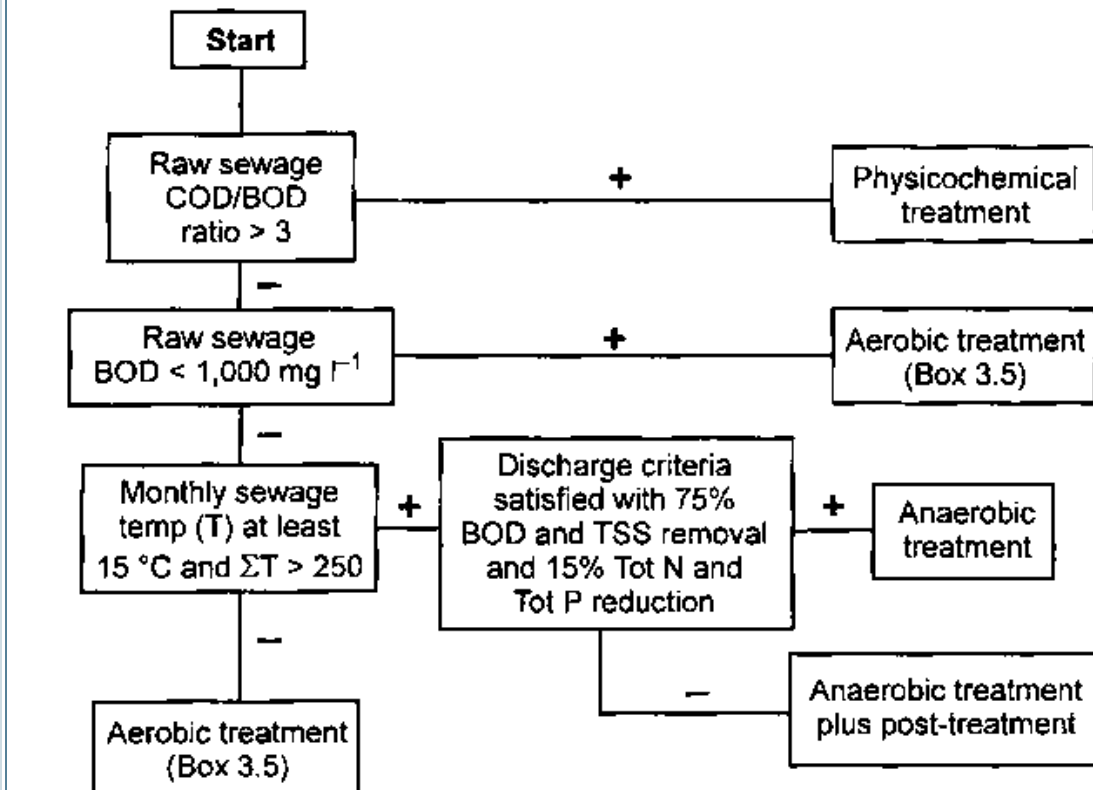 Start
Raw sewage
COD/BOD
ratio > 3
+
Physicochemical
treatment
–
Raw sewage
BOD < 1,000 mg l⁻¹
+
Aerobic treatment
(Box 3.5)
–
Monthly sewage
temp (T) at least
15 °C and ΣT > 250
+
Discharge criteria
satisfied with 75%
BOD and TSS removal
and 15% Tot N and
Tot P reduction
+
Anaerobic
treatment
–
Anaerobic treatment
plus post-treatment
–
Aerobic treatment
(Box 3.5)